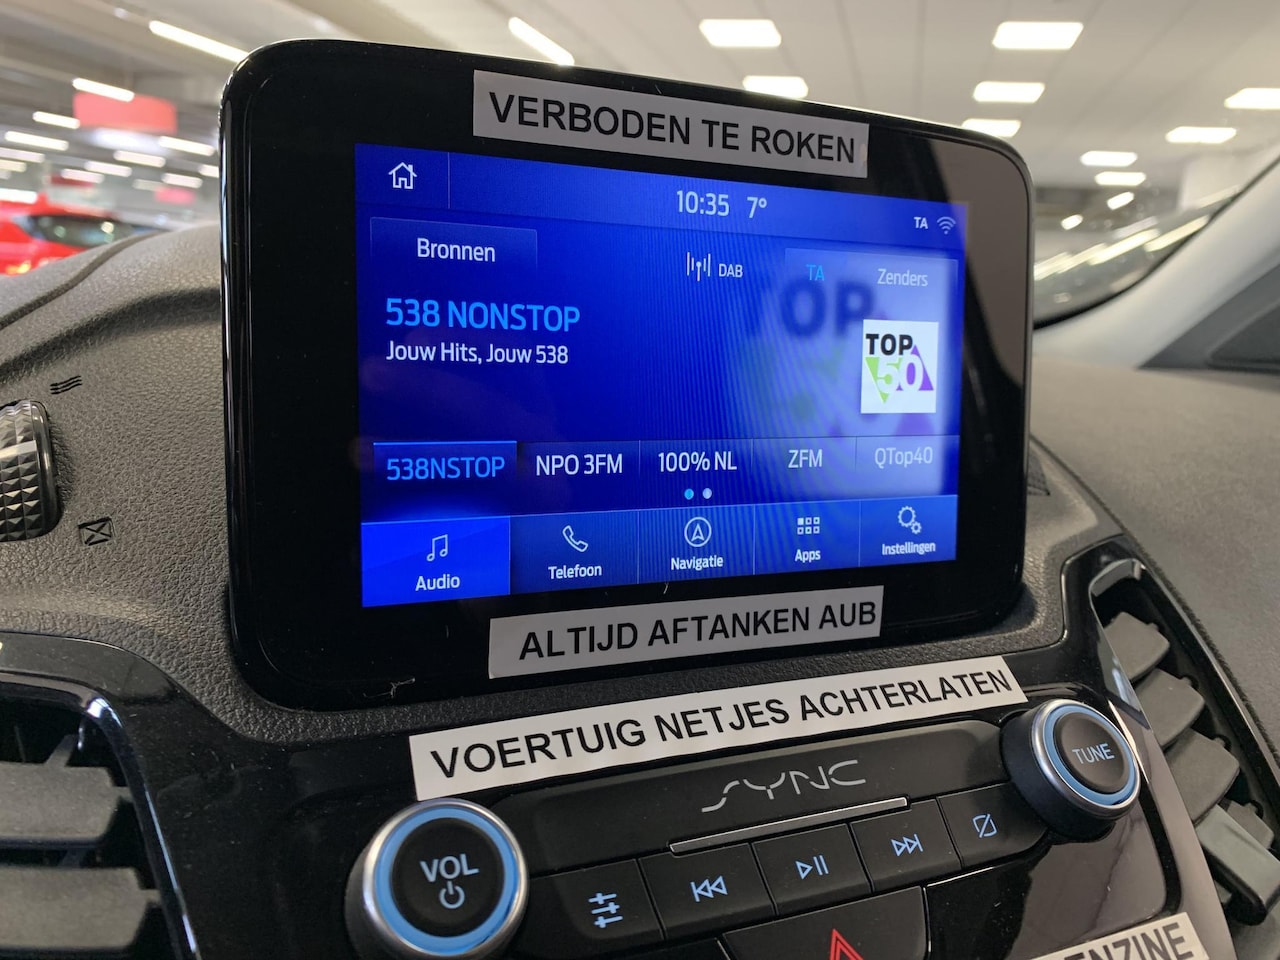 VERBODEN TE ROKEN
10:35 7°
TA
Bronnen
DAB
TA
Zenders
538 NONSTOP
Jouw Hits, Jouw 538
TOP
TOP
50
538NSTOP NPO 3FM 100% NL ZFM QTop40
Audio Telefoon Navigatie Apps Instellingen
ALTIJD AFTANKEN AUB
VOERTUIG NETJES ACHTERLATEN
SYNC
TUNE
VOL